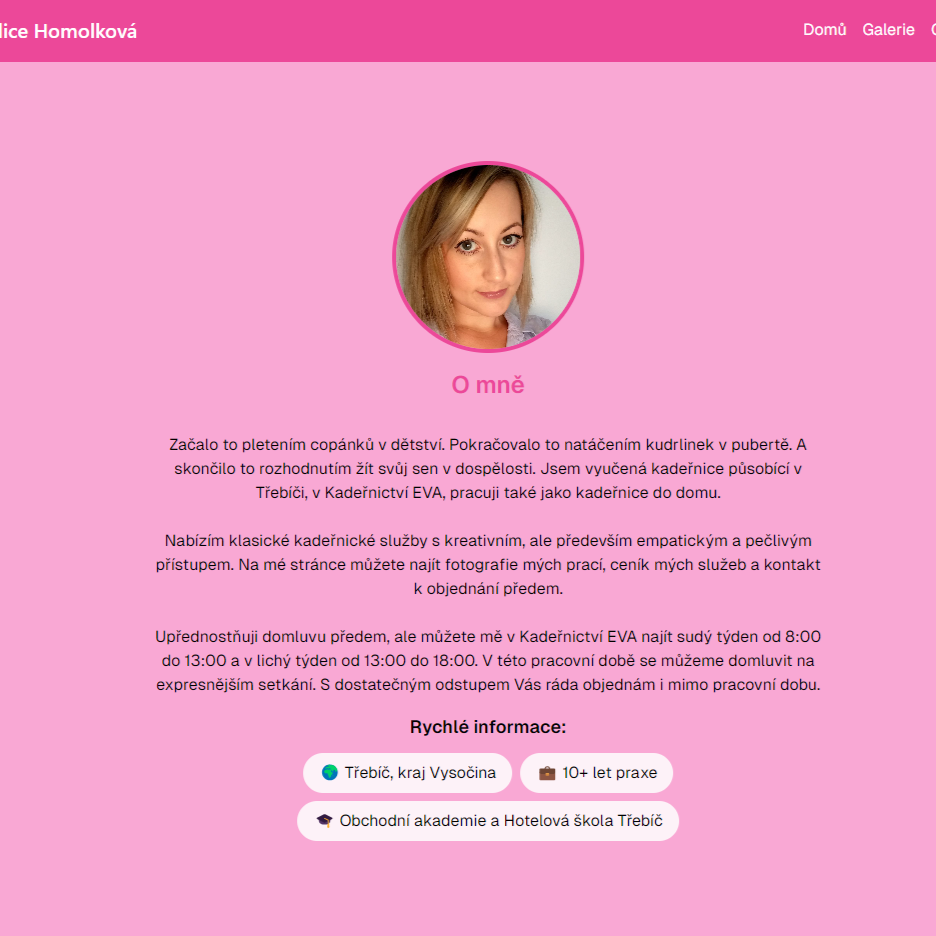 lice Homolková
Domů Galerie
O mně
Začalo to pletením copánků v dětství. Pokračovalo to natáčením kudrlinek v pubertě. A
skončilo to rozhodnutím žít svůj sen v dospělosti. Jsem vyučená kadeřnice působící v
Třebíči, v Kadeřnictví EVA, pracuji také jako kadeřnice do domu.
Nabízím klasické kadeřnické služby s kreativním, ale především empatickým a pečlivým
přístupem. Na mé stránce můžete najít fotografie mých prací, ceník mých služeb a kontakt
k objednání předem.
Upřednostňuji domluvu předem, ale můžete mě v Kadeřnictví EVA najít sudý týden od 8:00
do 13:00 a v lichý týden od 13:00 do 18:00. V této pracovní době se můžeme domluvit na
expresnějším setkání. S dostatečným odstupem Vás ráda objednám i mimo pracovní dobu.
Rychlé informace:
Třebíč, kraj Vysočina
10+ let praxe
Obchodní akademie a Hotelová škola Třebíč